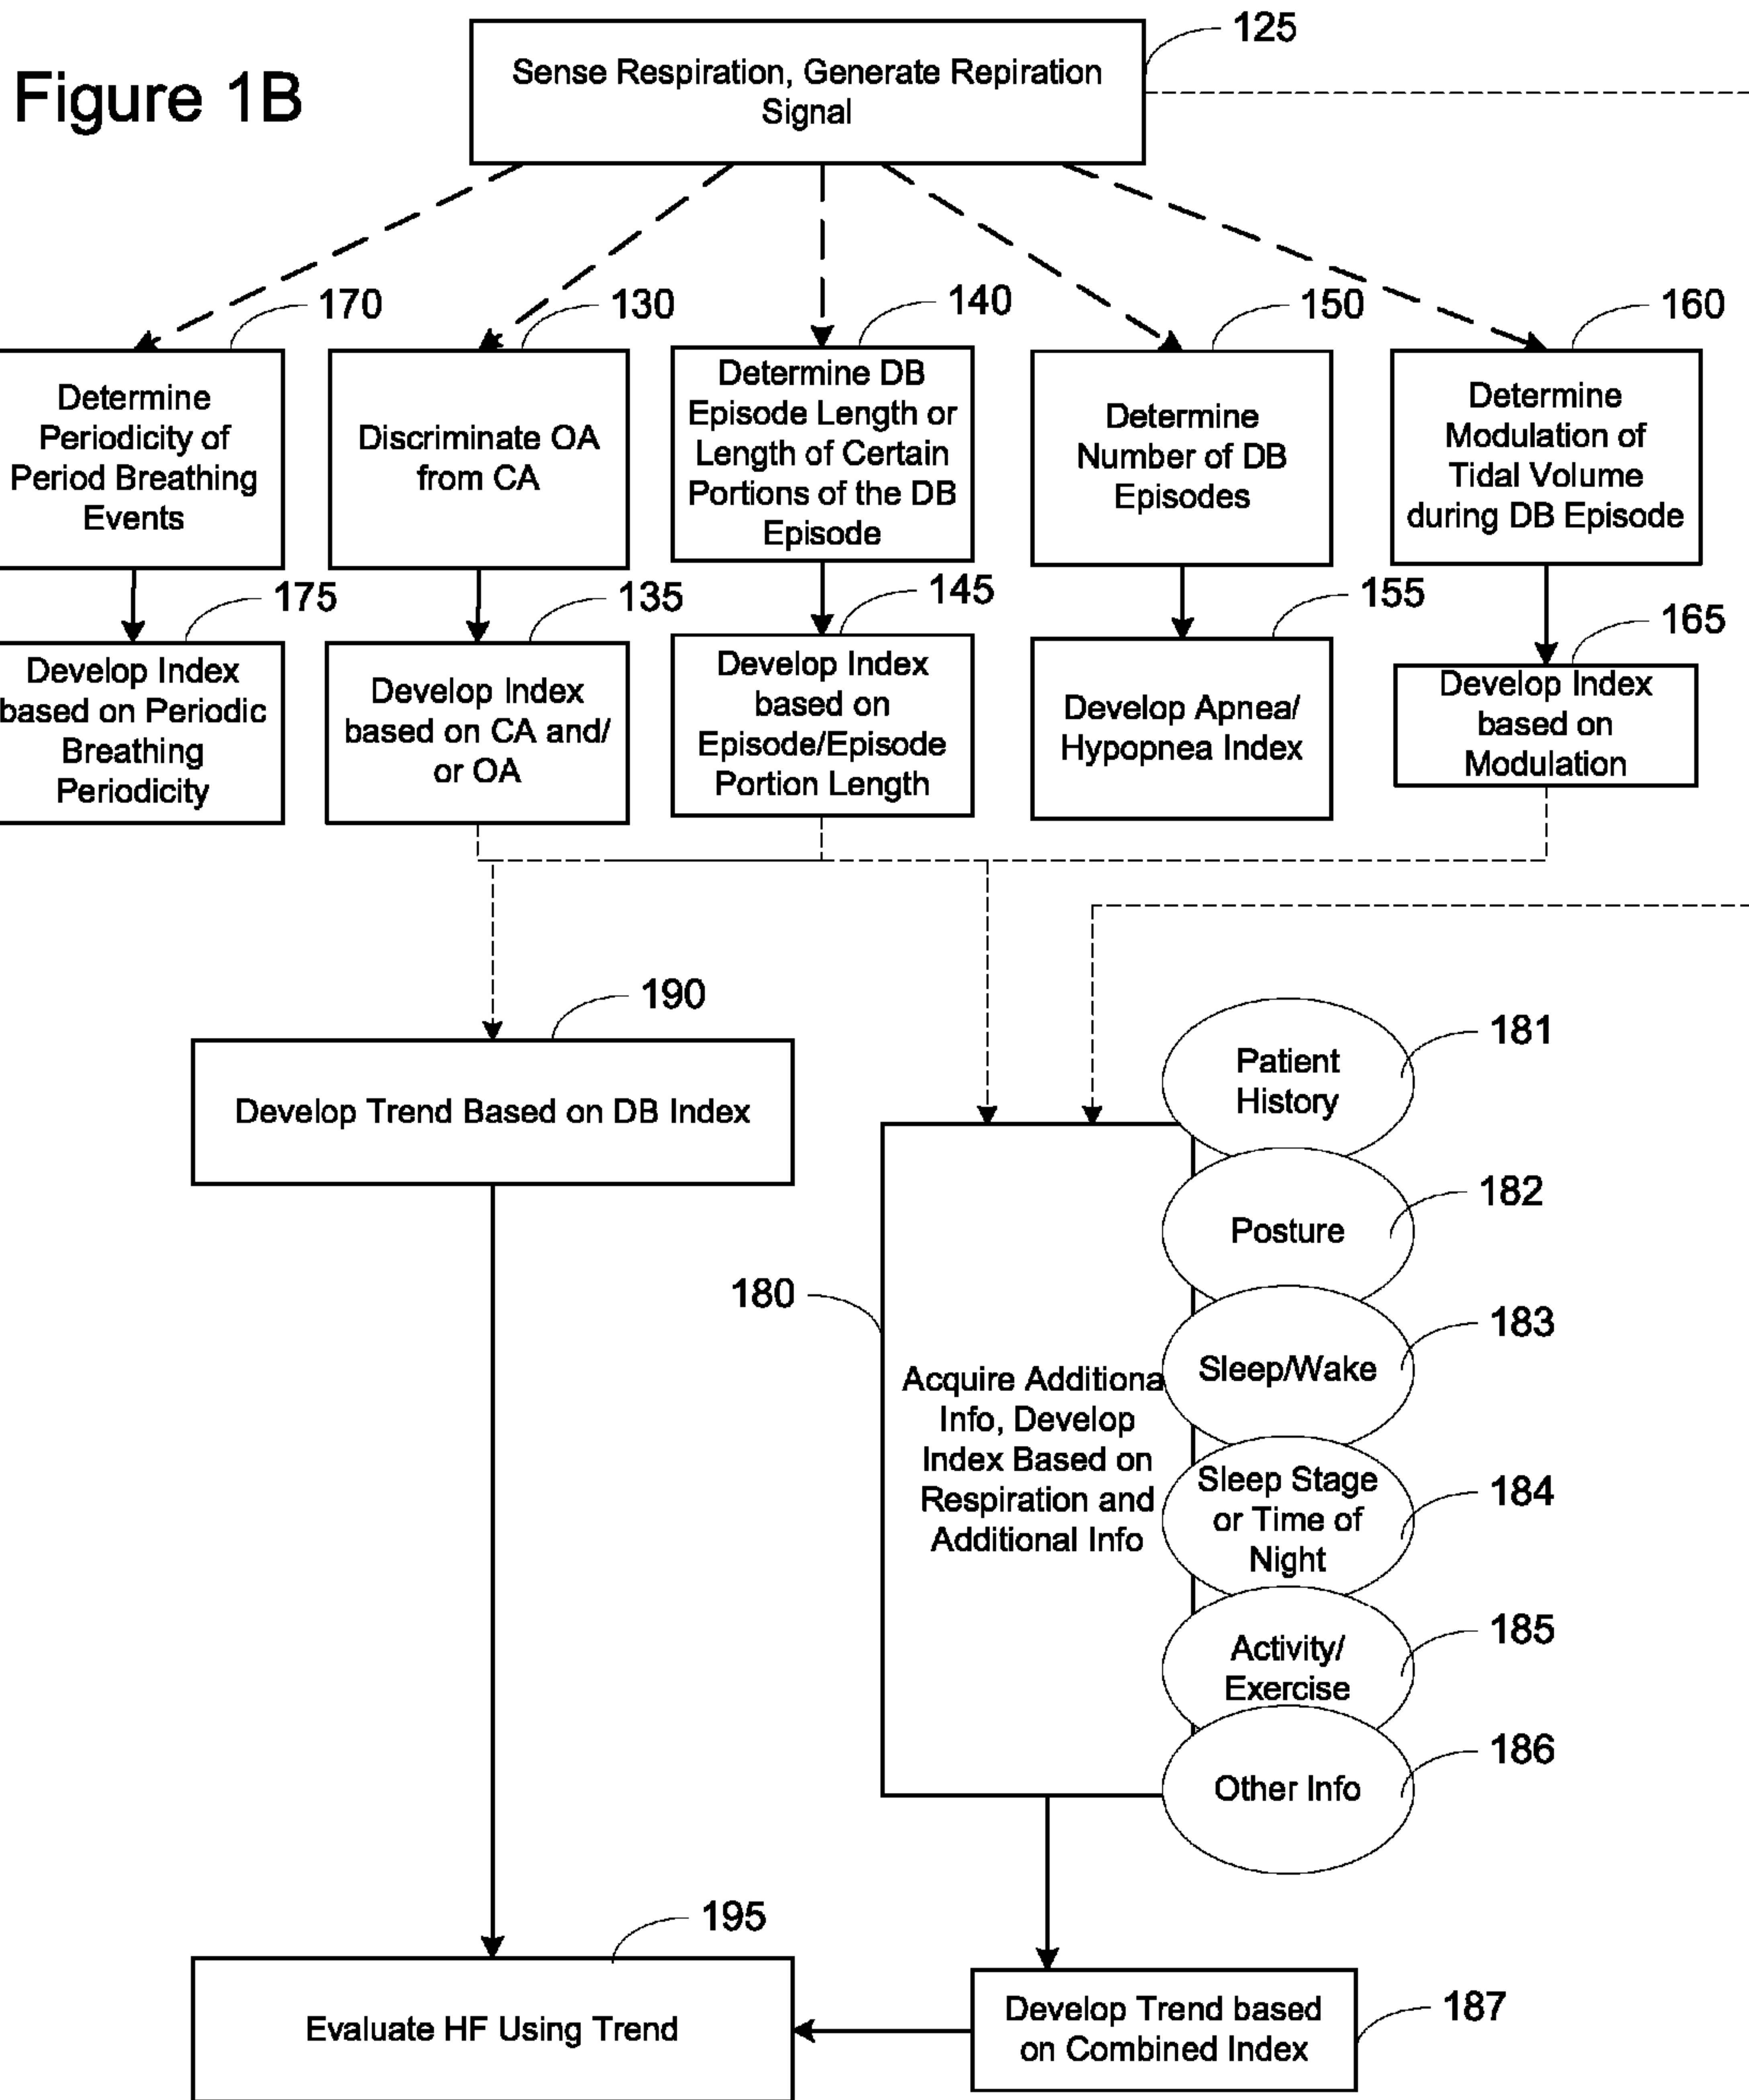 Figure 1B
125
Sense Respiration, Generate Repiration
Signal
170
130
140
150
160
Determine
Periodicity of
Period Breathing
Events
Discriminate OA
from CA
Determine DB
Episode Length or
Length of Certain
Portions of the DB
Episode
Determine
Number of DB
Episodes
Determine
Modulation of
Tidal Volume
during DB Episode
175
135
145
155
165
Develop Index
based on Periodic
Breathing
Periodicity
Develop Index
based on CA and/
or OA
Develop Index
based on
Episode/Episode
Portion Length
Develop Apnea/
Hypopnea Index
Develop Index
based on
Modulation
190
Develop Trend Based on DB Index
180
Acquire Additiona
Info, Develop
Index Based on
Respiration and
Additional Info
Patient
History
181
Posture
182
Sleep/Wake
183
Sleep Stage
or Time of
Night
184
Activity/
Exercise
185
Other Info
186
195
Evaluate HF Using Trend
Develop Trend based
on Combined Index
187